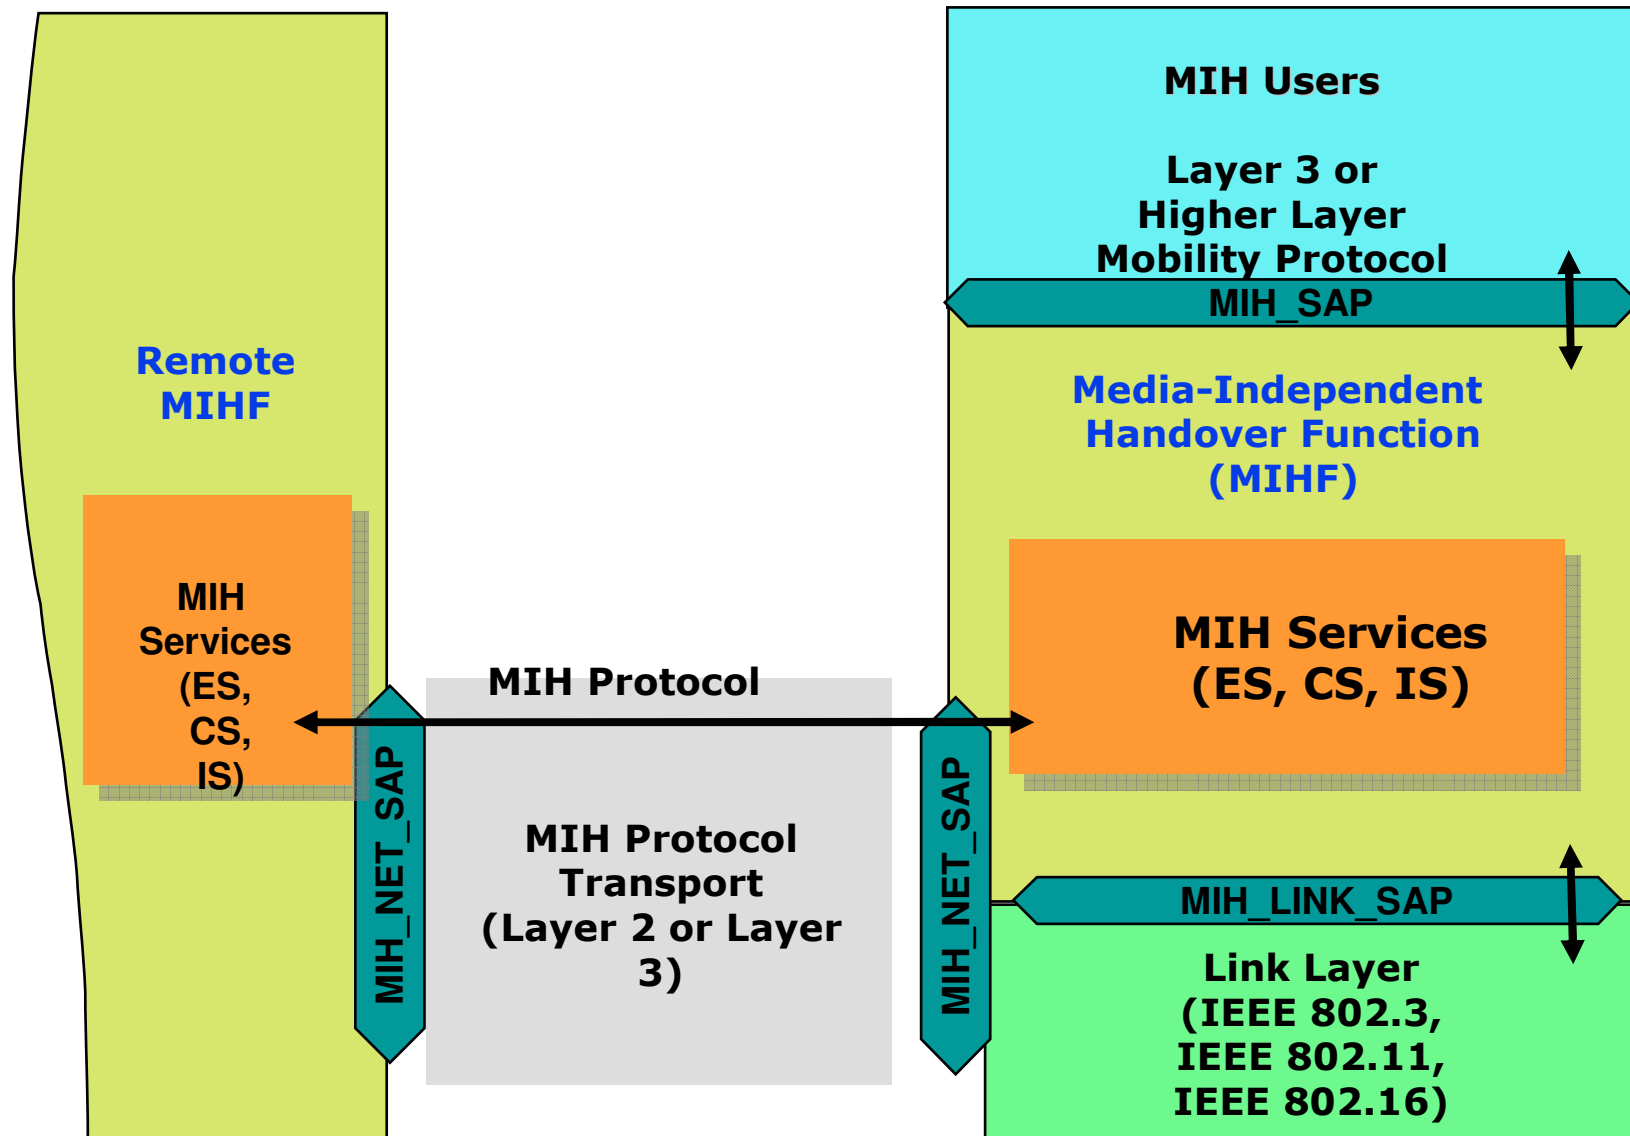 MIH Users
Layer 3 or
Higher Layer
Mobility Protocol
MIH_SAP
Remote
MIHF
Media-Independent
Handover Function
(MIHF)
MIH
Services
(ES,
CS,
IS)
MIH Services
(ES, CS, IS)
MIH Protocol
MIH_NET_SAP
MIH Protocol
Transport
(Layer 2 or Layer
3)
MIH_NET_SAP
MIH_LINK_SAP
Link Layer
(IEEE 802.3,
IEEE 802.11,
IEEE 802.16)